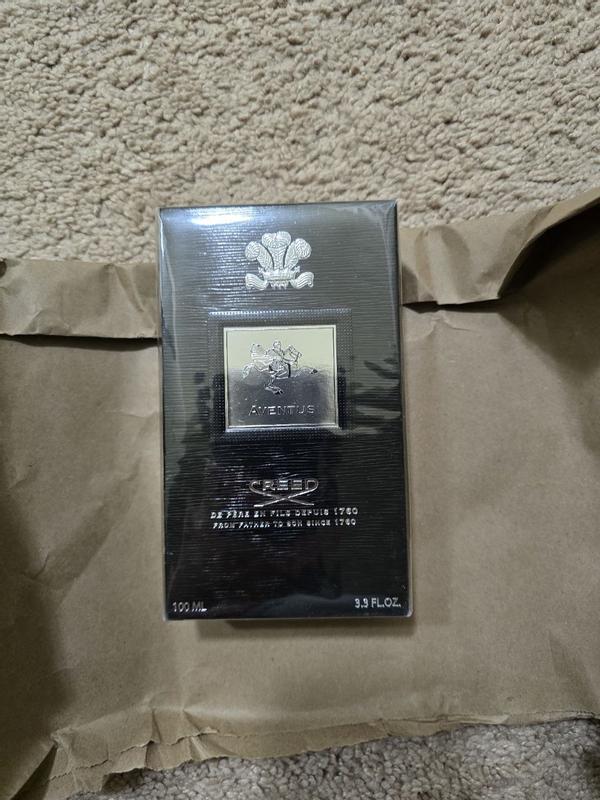 AVENTUS
CREED
DE PÈRE EN FILS DEPUIS 1760
FROM FATHER TO SON SINCE 1760
100 ML 3.3 FL.OZ.